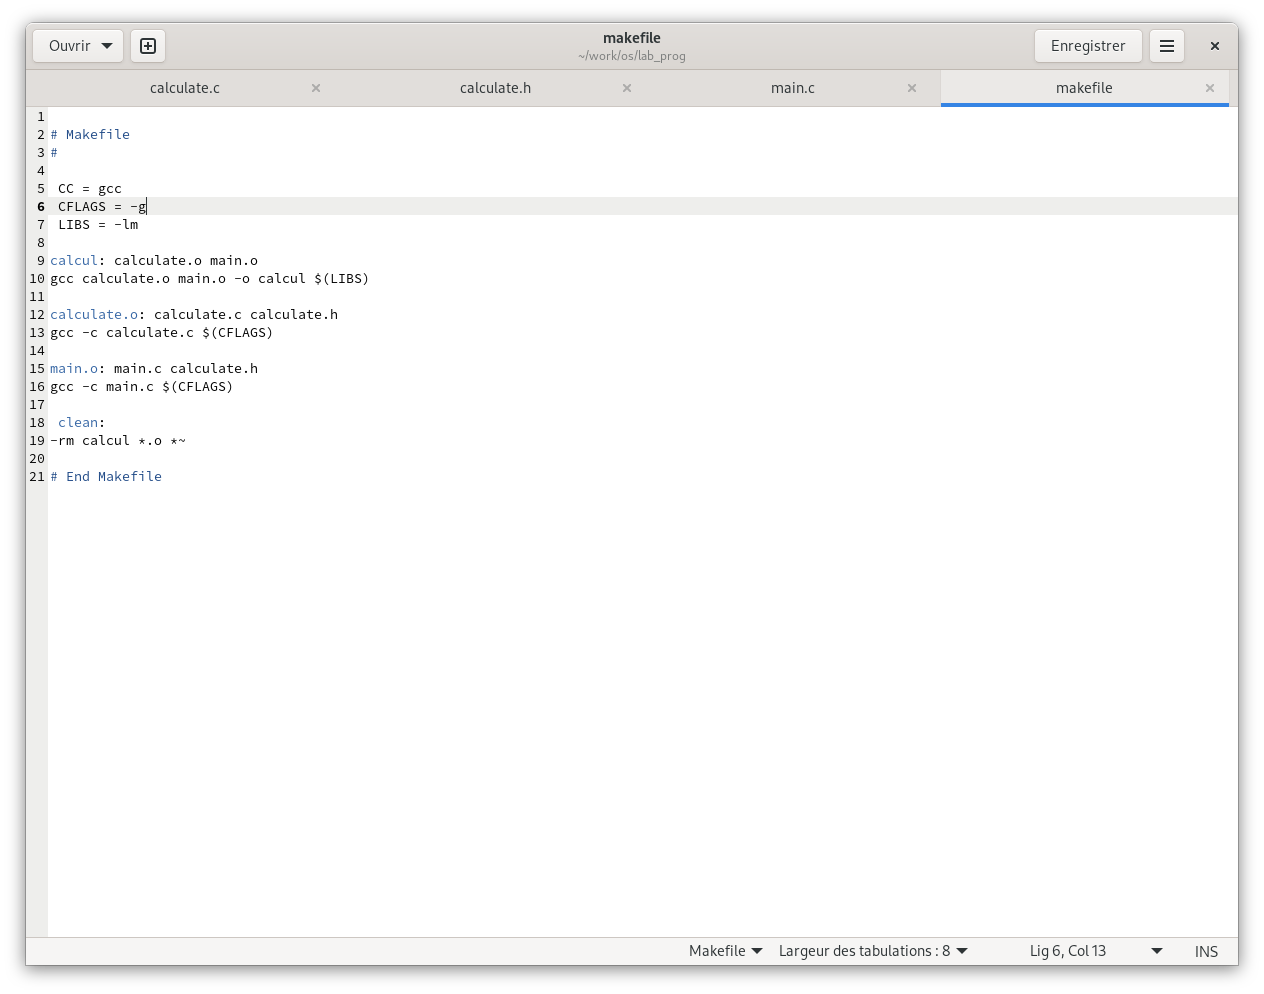 Ouvrir
makefile
~/work/os/lab_prog
Enregistrer
calculate.c
calculate.h
main.c
makefile
1
2 # Makefile
3 #
4
5 CC = gcc
6 CFLAGS = -g
7 LIBS = -lm
8
9 calcul: calculate.o main.o
10 gcc calculate.o main.o -o calcul $(LIBS)
11
12 calculate.o: calculate.c calculate.h
13 gcc -c calculate.c $(CFLAGS)
14
15 main.o: main.c calculate.h
16 gcc -c main.c $(CFLAGS)
17
18 clean:
19 -rm calcul *.o *~
20
21 # End Makefile
Makefile Largeur des tabulations : 8 Lig 6, Col 13 INS